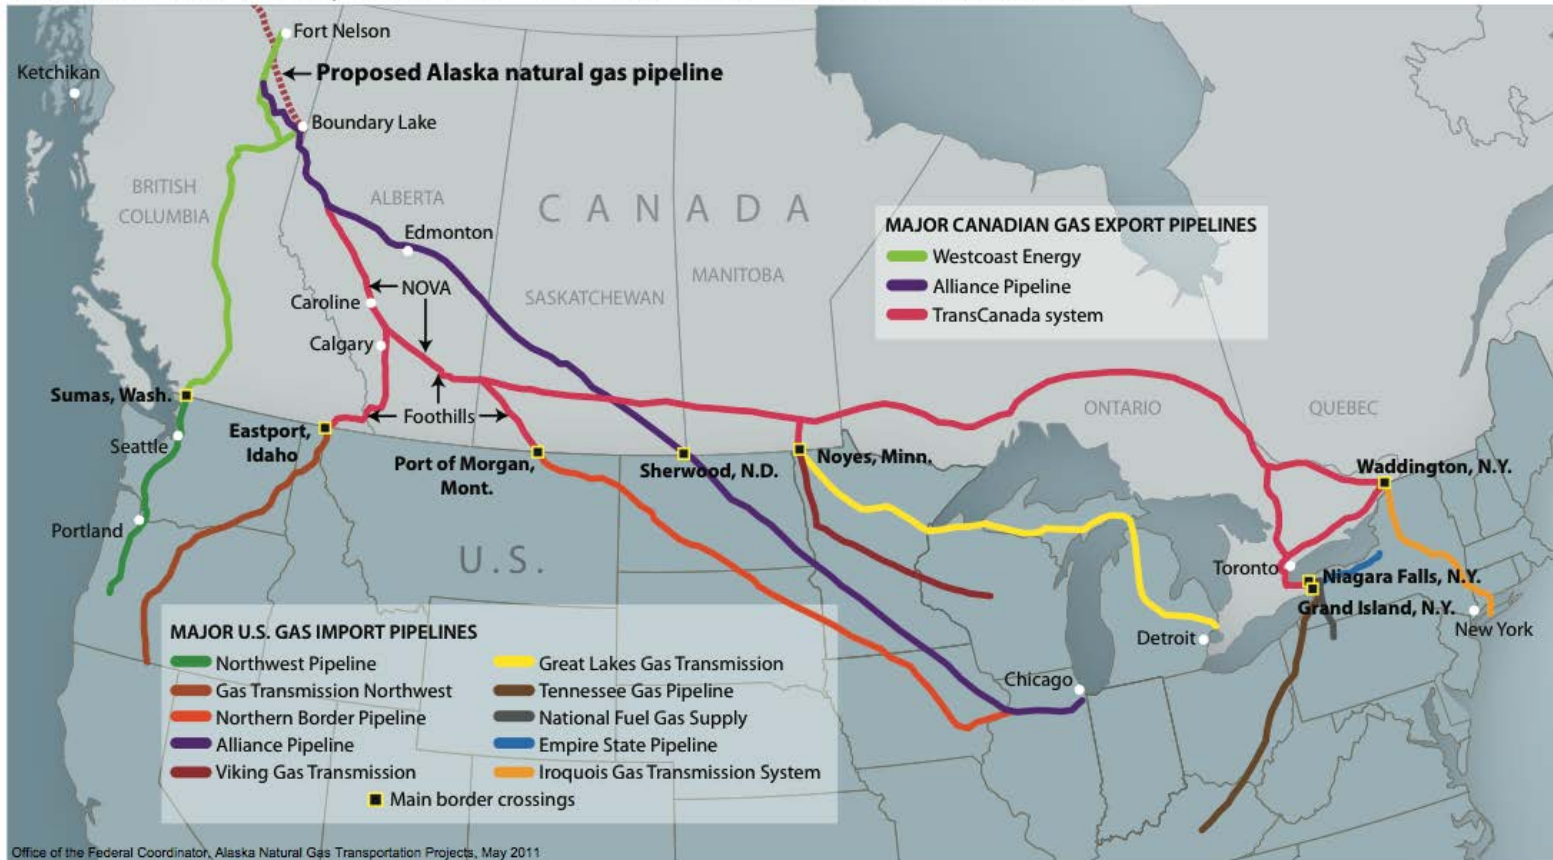 Fort Nelson
Ketchikan
Proposed Alaska natural gas pipeline
Boundary Lake
BRITISH
COLUMBIA
ALBERTA
CANADA
Edmonton
MANITOBA
SASKATCHEWAN
NOVA
Caroline
Calgary
MAJOR CANADIAN GAS EXPORT PIPELINES
Westcoast Energy
Alliance Pipeline
TransCanada system
Sumas, Wash.
Seattle
Eastport,
Idaho
Foothills
Port of Morgan,
Mont.
Sherwood, N.D.
Noyes, Minn.
ONTARIO
QUEBEC
Waddington, N.Y.
Portland
U.S.
Toronto
Niagara Falls, N.Y.
Grand Island, N.Y.
New York
Detroit
Chicago
MAJOR U.S. GAS IMPORT PIPELINES
Northwest Pipeline
Gas Transmission Northwest
Northern Border Pipeline
Alliance Pipeline
Viking Gas Transmission
Great Lakes Gas Transmission
Tennessee Gas Pipeline
National Fuel Gas Supply
Empire State Pipeline
Iroquois Gas Transmission System
Main border crossings
Office of the Federal Coordinator, Alaska Natural Gas Transportation Projects, May 2011